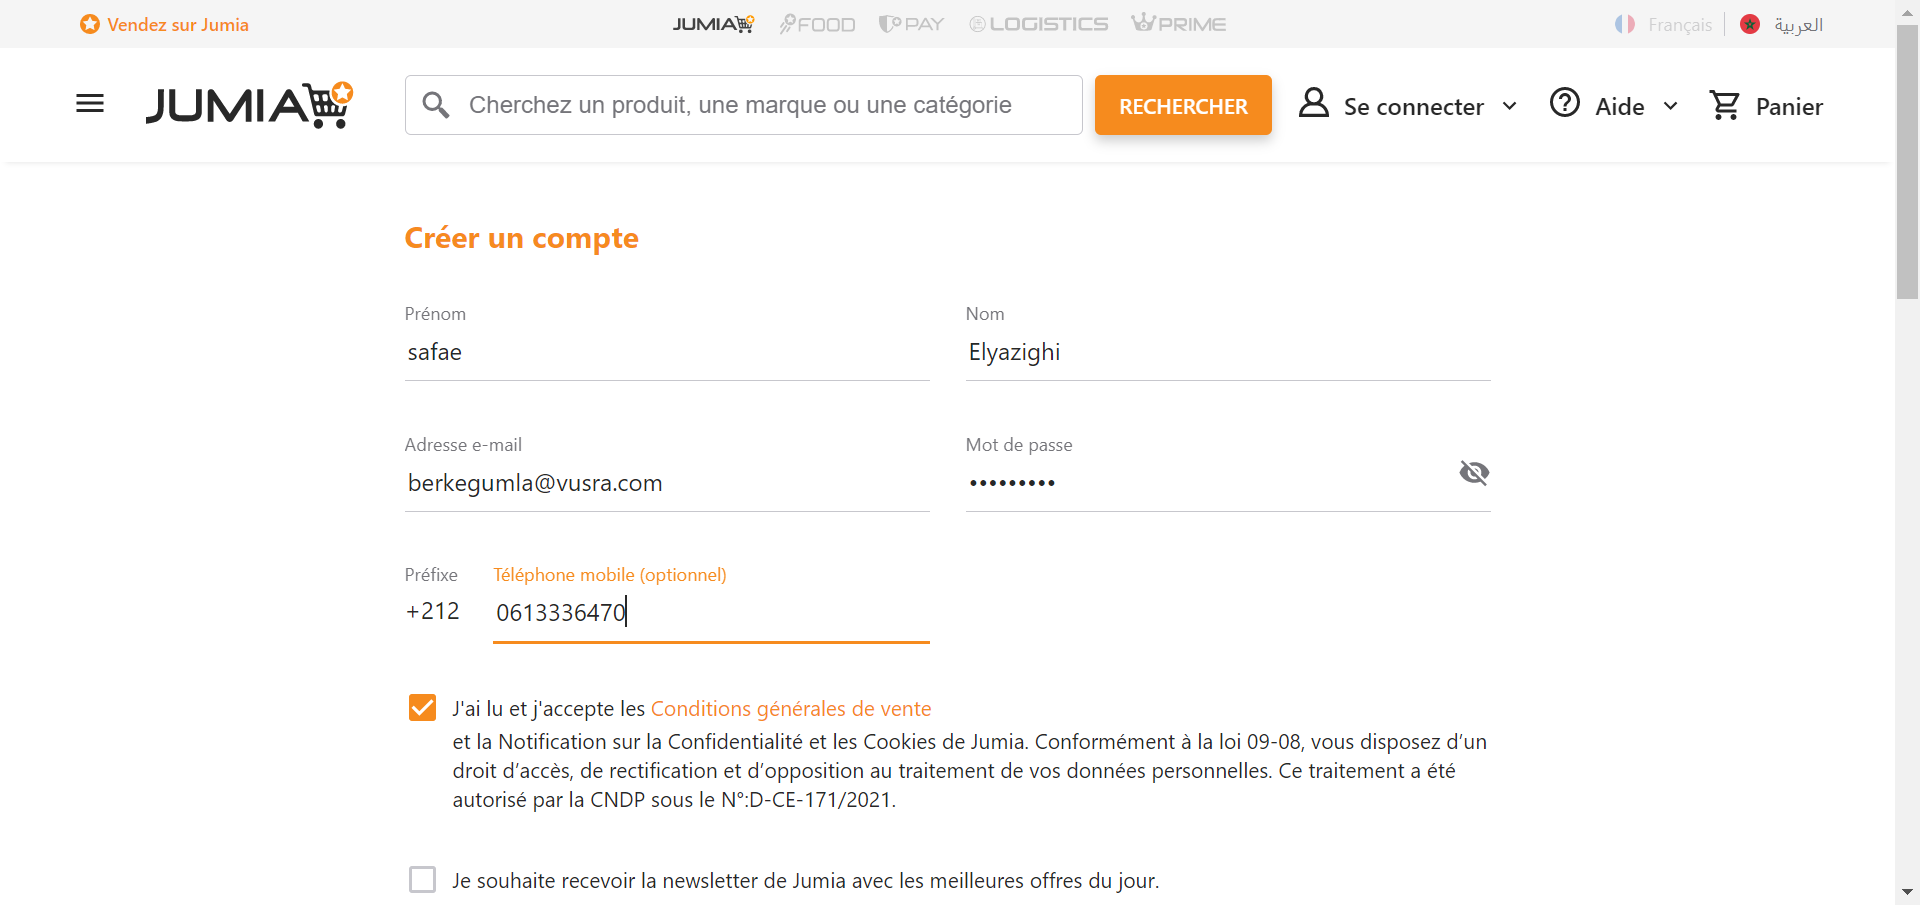 Vendez sur Jumia
JUMIA FOOD PAY LOGISTICS PRIME
Français العربية
JUMIA
Cherchez un produit, une marque ou une catégorie
RECHERCHER
Se connecter
Aide
Panier
Créer un compte
Prénom
safae
Nom
Elyazighi
Adresse e-mail
berkegumla@vusra.com
Mot de passe
•••••••••
Préfixe
+212
Téléphone mobile (optionnel)
0613336470
J'ai lu et j'accepte les Conditions générales de vente
et la Notification sur la Confidentialité et les Cookies de Jumia. Conformément à la loi 09-08, vous disposez d’un
droit d’accès, de rectification et d’opposition au traitement de vos données personnelles. Ce traitement a été
autorisé par la CNDP sous le N°:D-CE-171/2021.
Je souhaite recevoir la newsletter de Jumia avec les meilleures offres du jour.